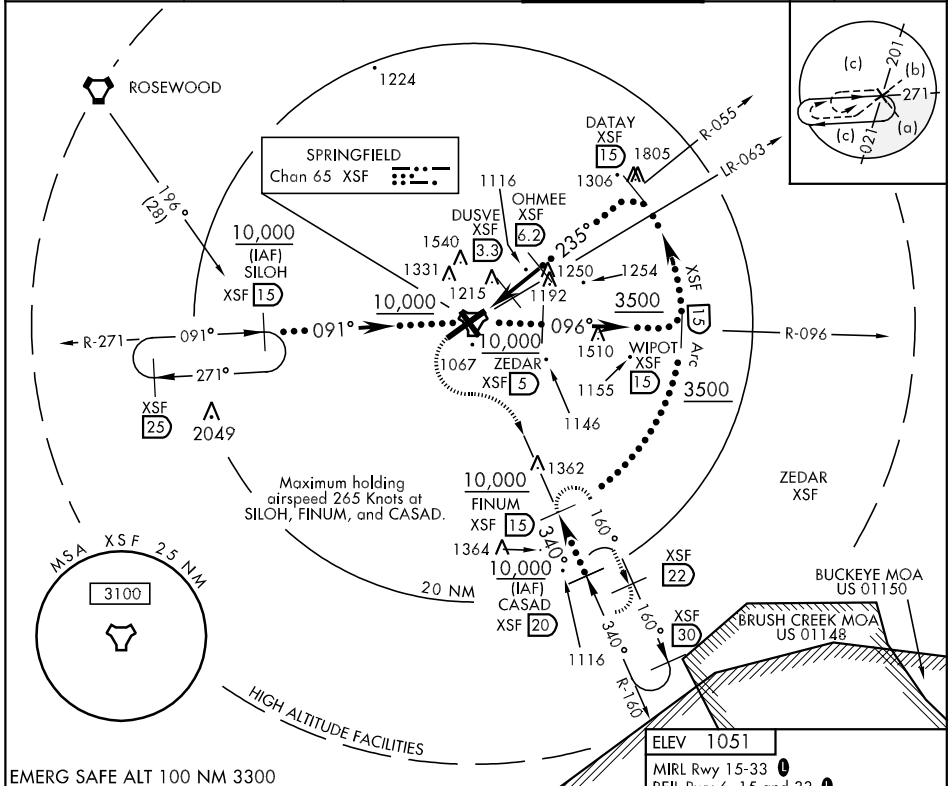 ROSEWOOD
1224
196°
(28)
SPRINGFIELD
Chan 65 XSF
10,000
(IAF)
SILOH
XSF 15
R-271
091°
271°
XSF
25
2049
091°
10,000
1540
1331
1215
1116
DUSVE
XSF
3.3
OHMEE
XSF
6.2
235°
DATAY
XSF
15
1306
1805
R-055
LR-063
1250
1254
1192
3500
096°
10,000
ZEDAR
XSF 5
1067
1510
WIPOT
XSF
15
1155
1146
XSF
15
Arc
R-096
3500
1362
10,000
FINUM
XSF 15
1364
10,000
(IAF)
CASAD
XSF 20
340°
160°
XSF
22
160°
XSF
30
340°
R-160
1116
Maximum holding
airspeed 265 Knots at
SILOH, FINUM, and CASAD.
ZEDAR
XSF
20 NM
MSA XSF 25 NM
3100
BUCKEYE MOA
US 01150
BRUSH CREEK MOA
US 01148
HIGH ALTITUDE FACILITIES
(c)
201
(b)
271
(a)
021
(c)
EMERG SAFE ALT 100 NM 3300
ELEV 1051
MIRL Rwy 15-33 L
REIL Rwy 6, 15 and 33 L